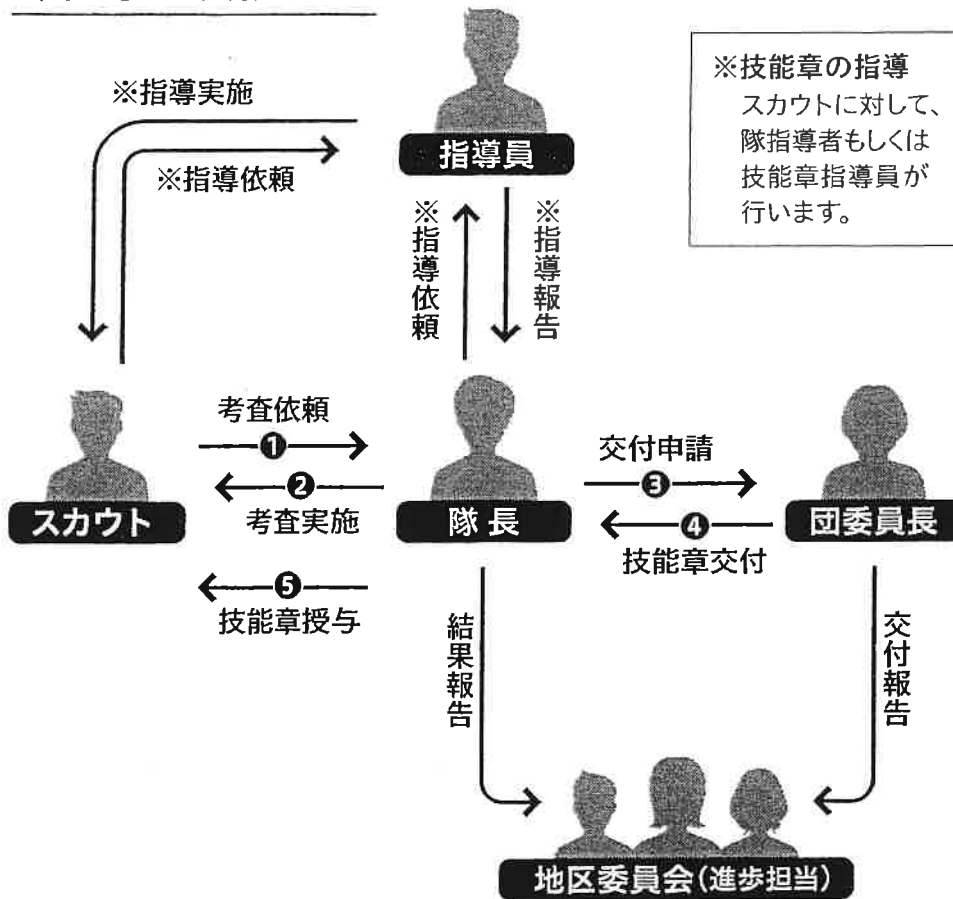 ※指導実施
※技能章の指導
スカウトに対して、
隊指導者もしくは
技能章指導員が
行います。
指導員
※指導依頼
※指導依頼
※指導報告
考査依頼
❶
交付申請
❸
❷
スカウト
考査実施
隊長
❹
団委員長
技能章交付
❺
技能章授与
結果報告
交付報告
地区委員会(進歩担当)